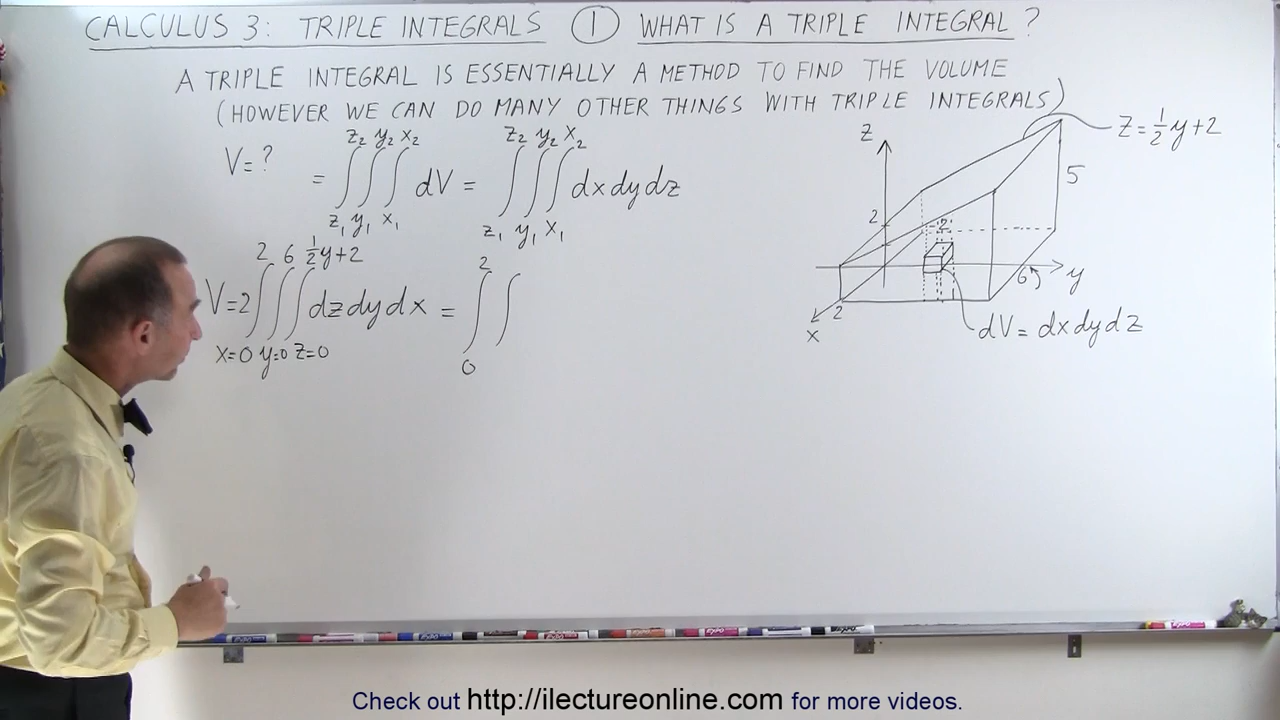 CALCULUS 3: TRIPLE INTEGRALS ① WHAT IS A TRIPLE INTEGRAL?
A TRIPLE INTEGRAL IS ESSENTIALLY A METHOD TO FIND THE VOLUME
(HOWEVER WE CAN DO MANY OTHER THINGS WITH TRIPLE INTEGRALS)
V=? = ∫_{z₁}^{z₂} ∫_{y₁}^{y₂} ∫_{x₁}^{x₂} dV = ∫_{z₁}^{z₂} ∫_{y₁}^{y₂} ∫_{x₁}^{x₂} dx dy dz
V=2 ∫_{x=0}^{2} ∫_{y=0}^{6} ∫_{z=0}^{½y+2} dz dy dx = ∫_{0}^{2} ∫
z
z=½y+2
5
2
2
6
y
x
2
dV = dx dy dz
Check out http://ilectureonline.com for more videos.